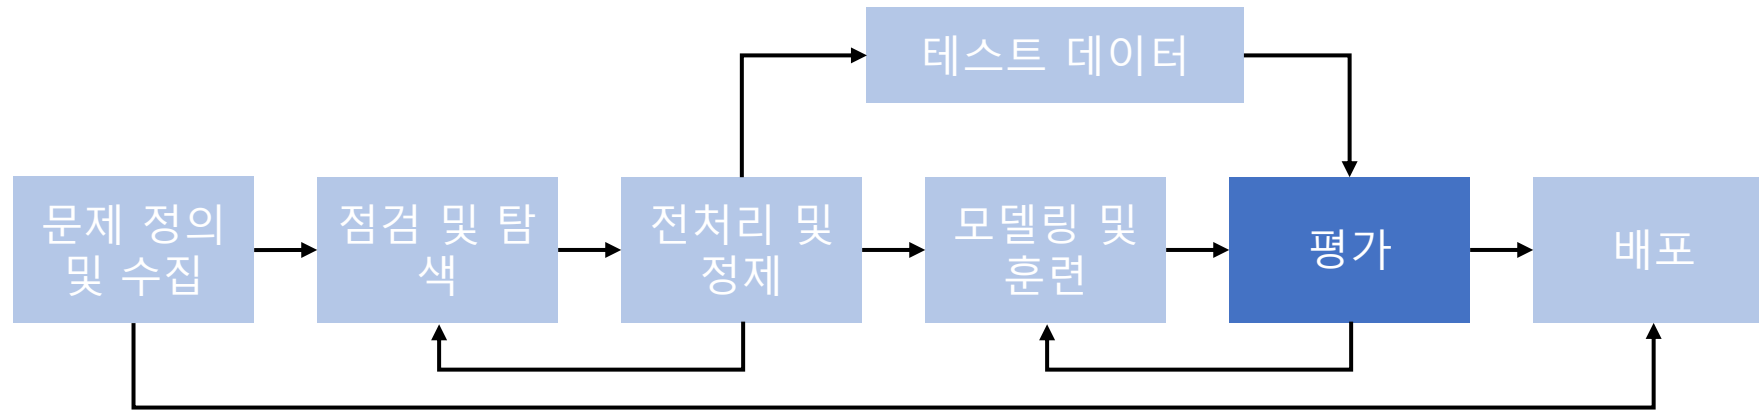 테스트 데이터
문제 정의
및 수집
점검 및 탐
색
전처리 및
정제
모델링 및
훈련
평가
배포